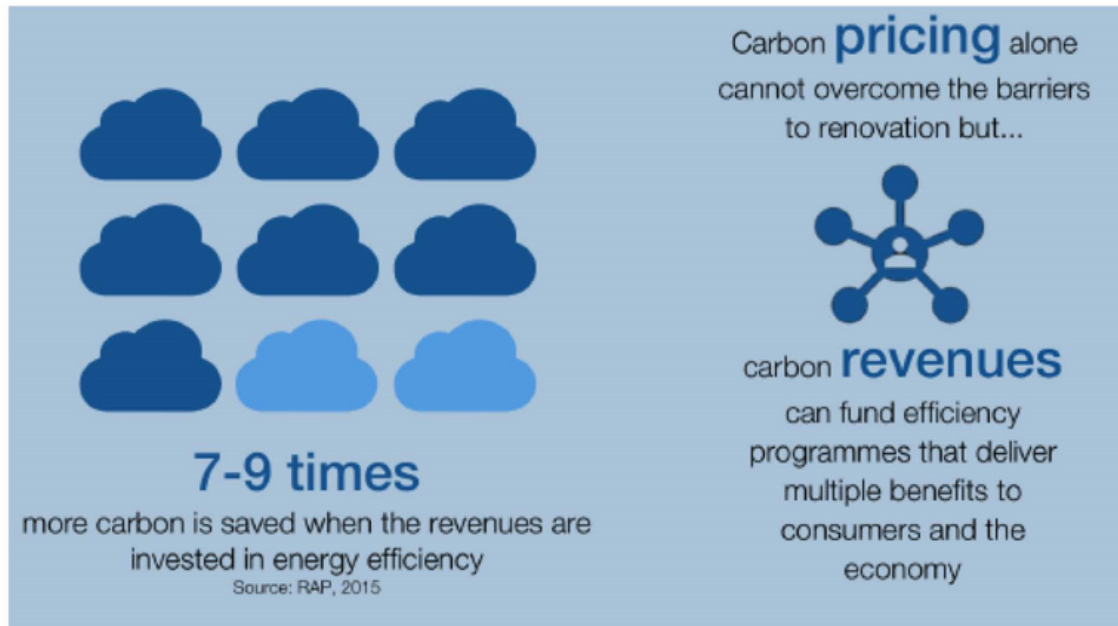 7-9 times
more carbon is saved when the revenues are
invested in energy efficiency
Source: RAP, 2015
Carbon pricing alone
cannot overcome the barriers
to renovation but...
carbon revenues
can fund efficiency
programmes that deliver
multiple benefits to
consumers and the
economy